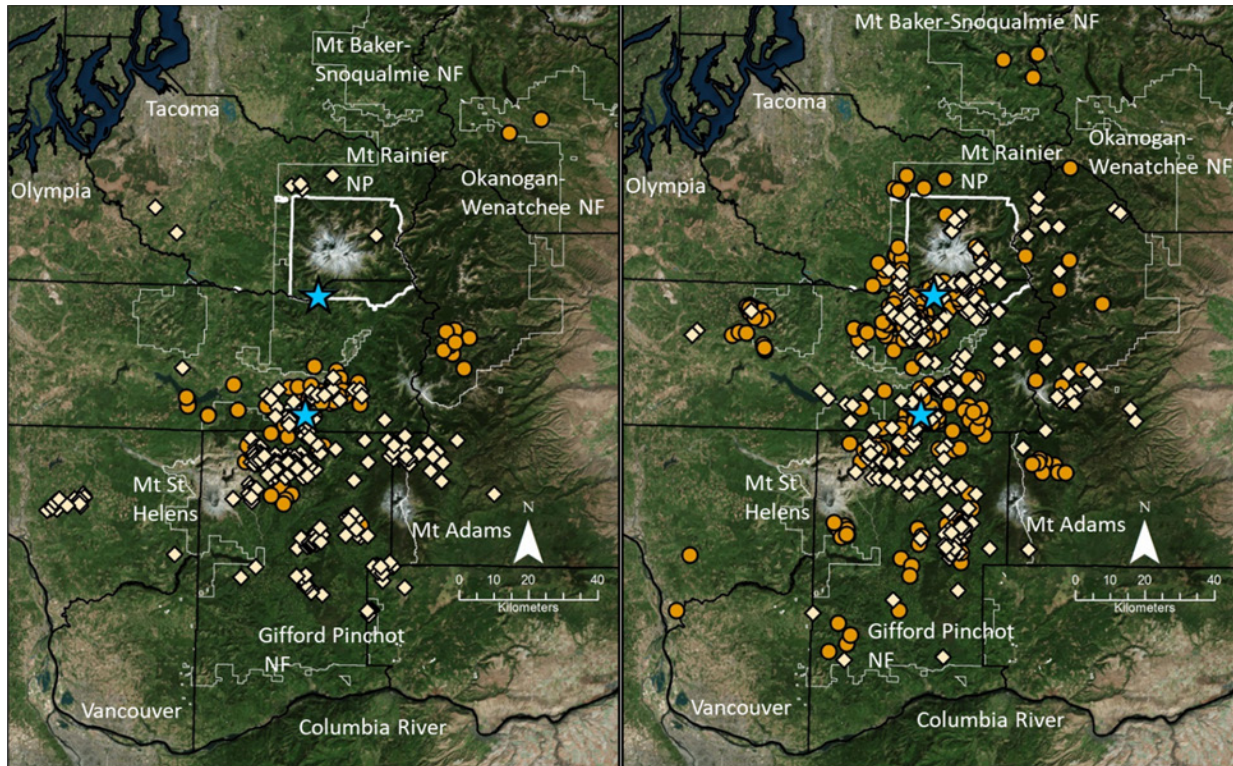 Mt Baker-
Snoqualmie NF
Tacoma
Mt Rainier
NP
Olympia
Okanogan-
Wenatchee NF
Mt St
Helens
Mt Adams
N
0 20 40
Kilometers
Gifford Pinchot
NF
Vancouver
Columbia River
Mt Baker-Snoqualmie NF
Tacoma
Okanogan-
Wenatchee NF
Mt Rainier
NP
Olympia
Mt St
Helens
Mt Adams
N
0 20 40
Kilometers
Gifford Pinchot
NF
Vancouver
Columbia River